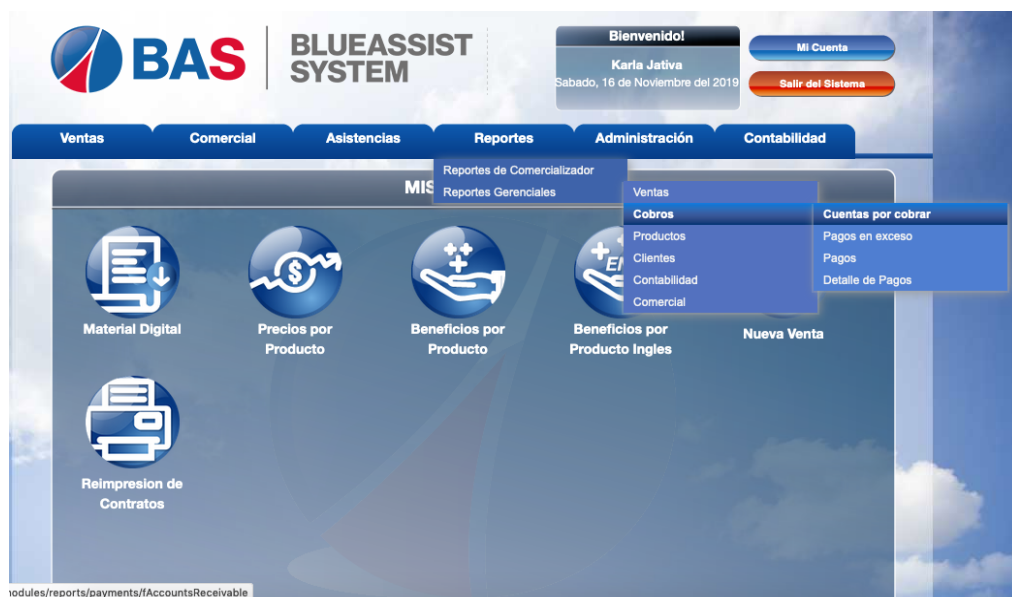 BAS
BLUEASSIST
SYSTEM
Bienvenido!
Karla Jativa
Sabado, 16 de Noviembre del 2019
Mi Cuenta
Salir del Sistema
Ventas
Comercial
Asistencias
Reportes
Administración
Contabilidad
Reportes de Comercializador
Reportes Gerenciales
MIS
Ventas
Cobros
Productos
Clientes
Contabilidad
Comercial
Cuentas por cobrar
Pagos en exceso
Pagos
Detalle de Pagos
Material Digital
Precios por
Producto
Beneficios por
Producto
Beneficios por
Producto Ingles
Nueva Venta
Reimpresion de
Contratos
nodules/reports/payments/fAccountsReceivable